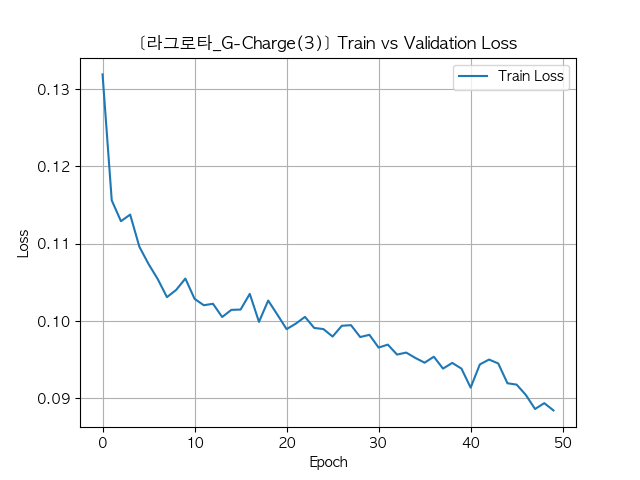 [라그로타_G-Charge(3)] Train vs Validation Loss
Train Loss
0.13
0.12
0.11
0.10
0.09
Loss
0 10 20 30 40 50
Epoch